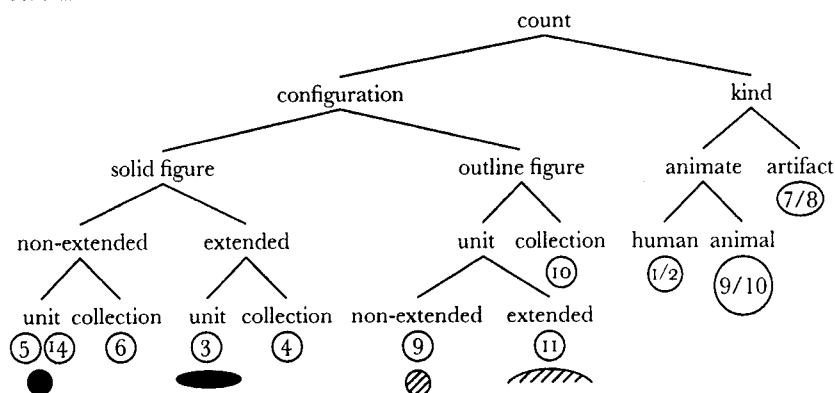 count
configuration kind
solid figure outline figure animate artifact
7/8
non-extended extended unit collection human animal
10 1/2 9/10
unit collection unit collection non-extended extended
5 14 6 3 4 9 11